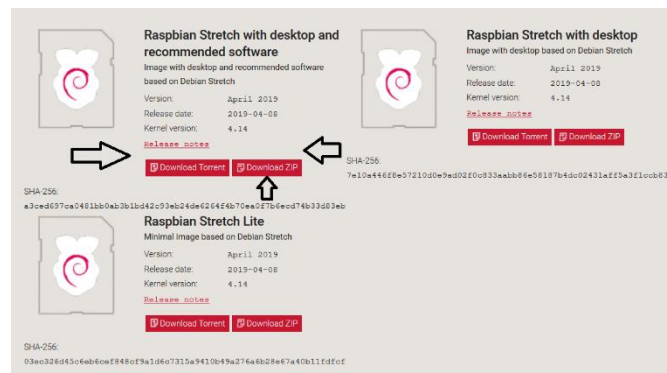 Raspbian Stretch with desktop and
recommended software
Image with desktop and recommended software
based on Debian Stretch
Version: April 2019
Release date: 2019-04-08
Kernel version: 4.14
Release notes
Download Torrent Download ZIP
SHA-256:
Raspbian Stretch with desktop
Image with desktop based on Debian Stretch
Version: April 2019
Release date: 2019-04-08
Kernel version: 4.14
Release notes
Download Torrent Download ZIP
SHA-256:
Raspbian Stretch Lite
Minimal image based on Debian Stretch
Version: April 2019
Release date: 2019-04-08
Kernel version: 4.14
Release notes
Download Torrent Download ZIP
SHA-256: